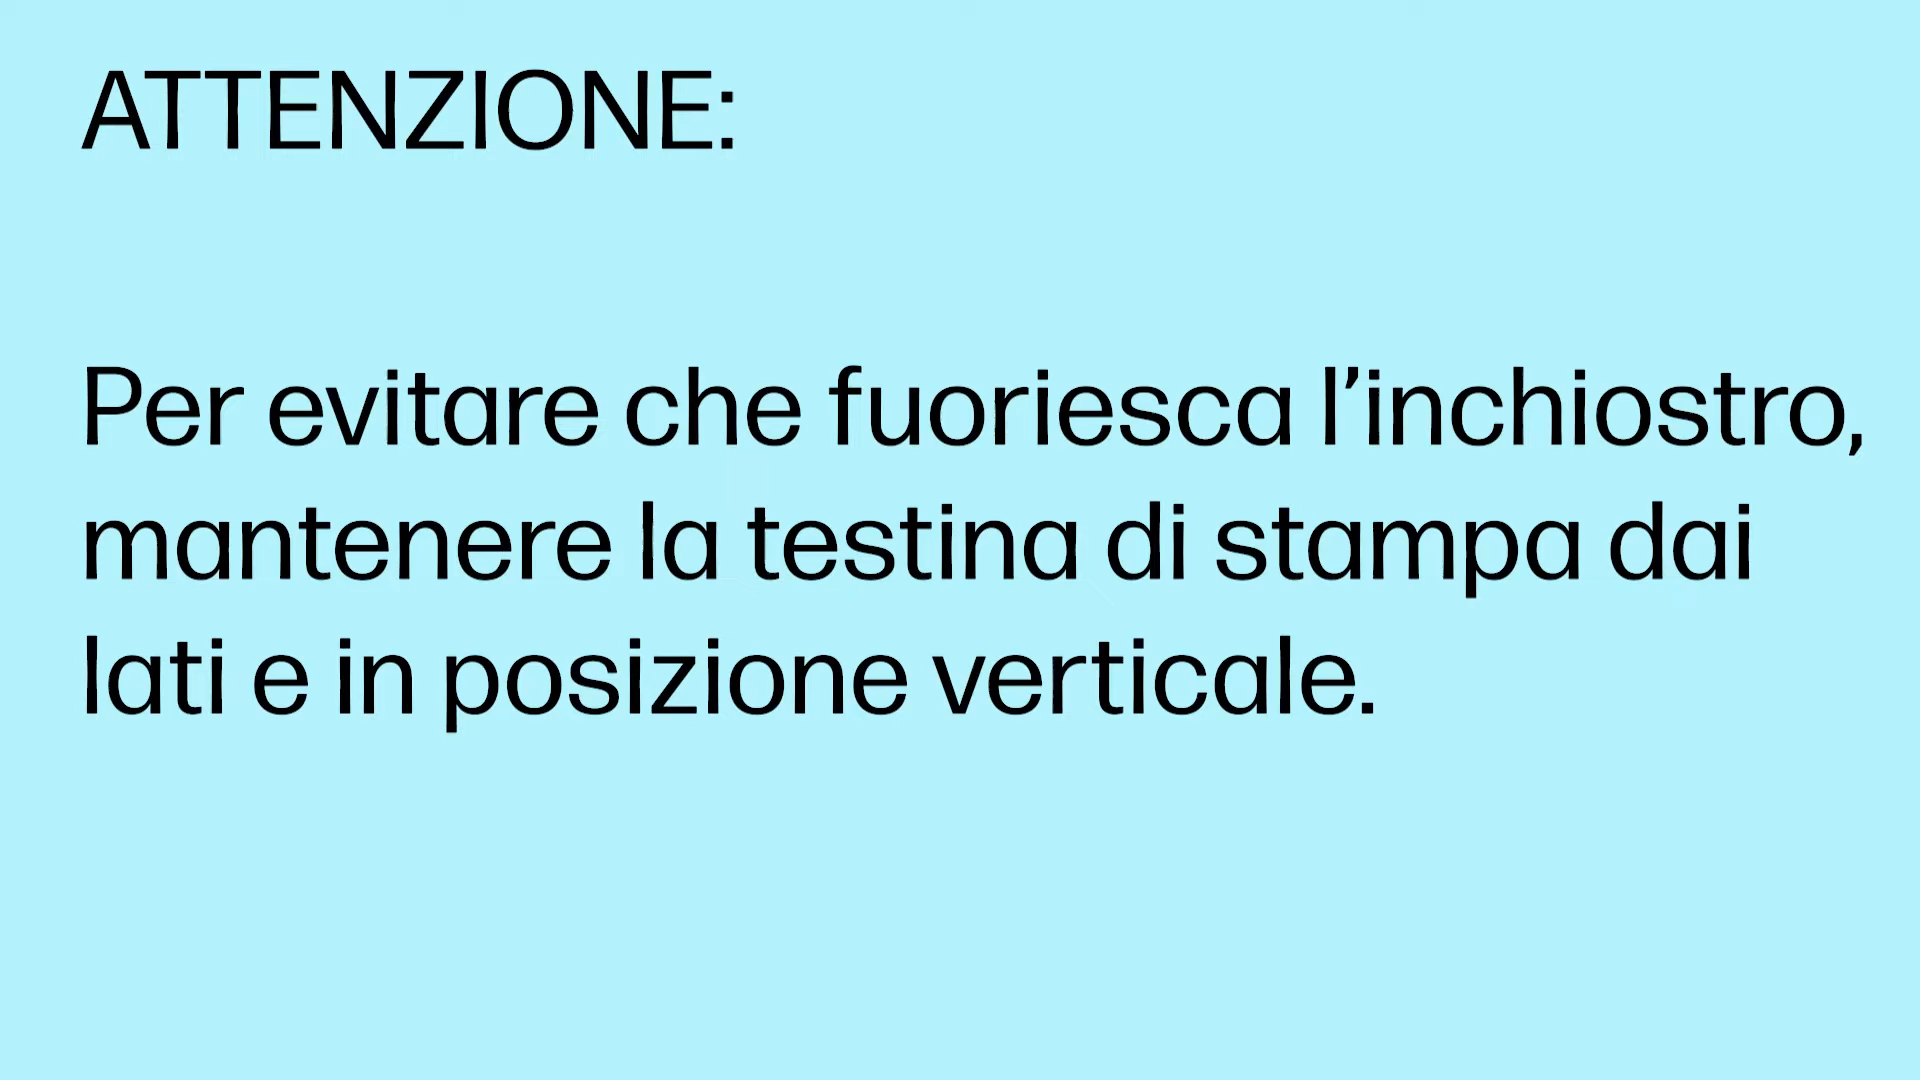 ATTENZIONE:
Per evitare che fuoriesca l’inchiostro,
mantenere la testina di stampa dai
lati e in posizione verticale.